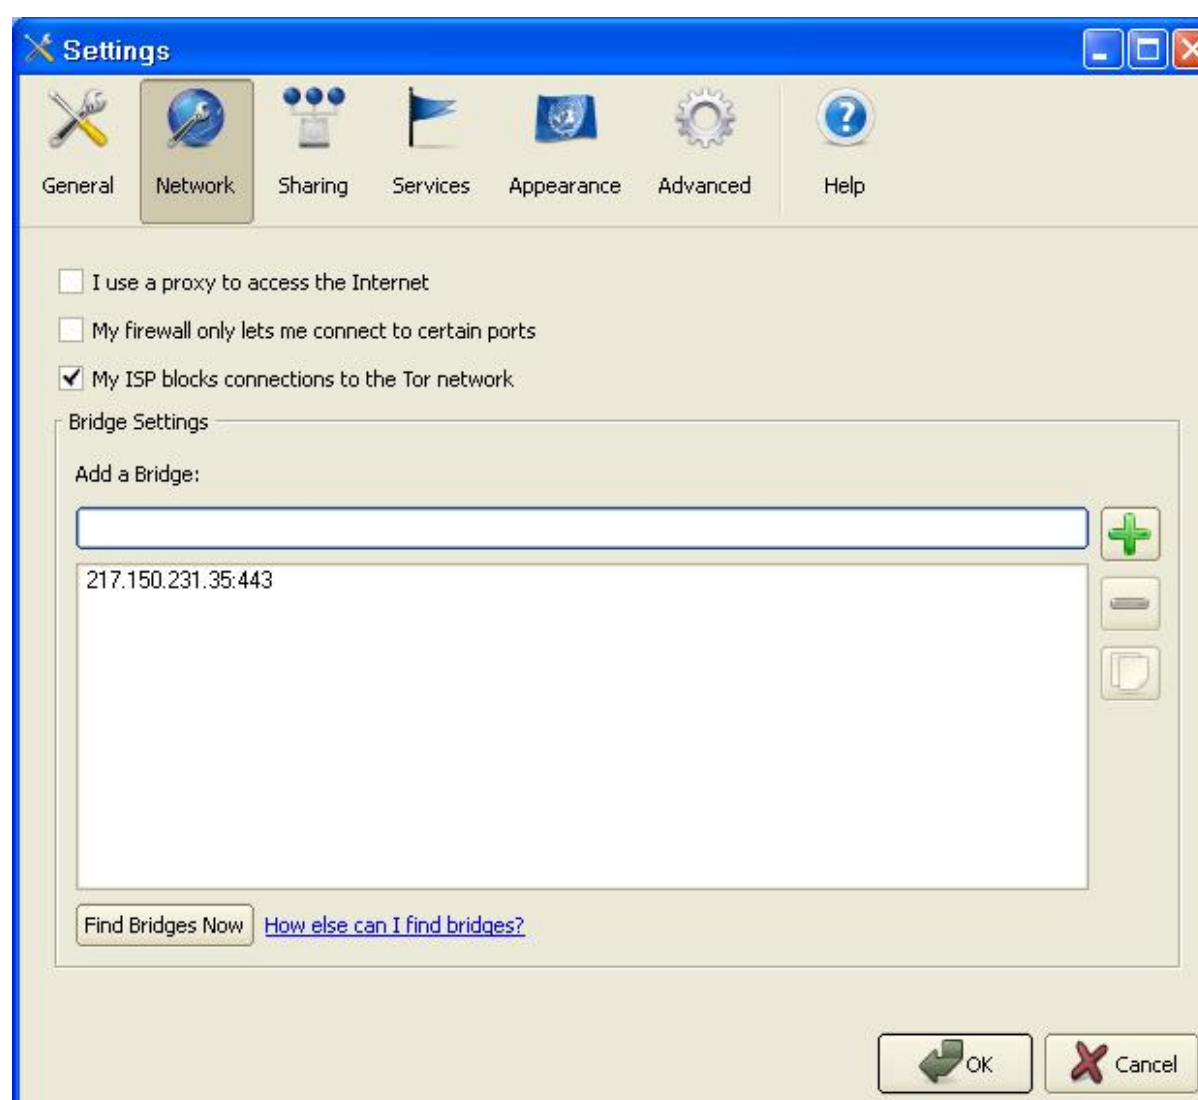 Settings
General Network Sharing Services Appearance Advanced Help
I use a proxy to access the Internet
My firewall only lets me connect to certain ports
My ISP blocks connections to the Tor network
Bridge Settings
Add a Bridge:
217.150.231.35:443
Find Bridges Now How else can I find bridges?
OK Cancel